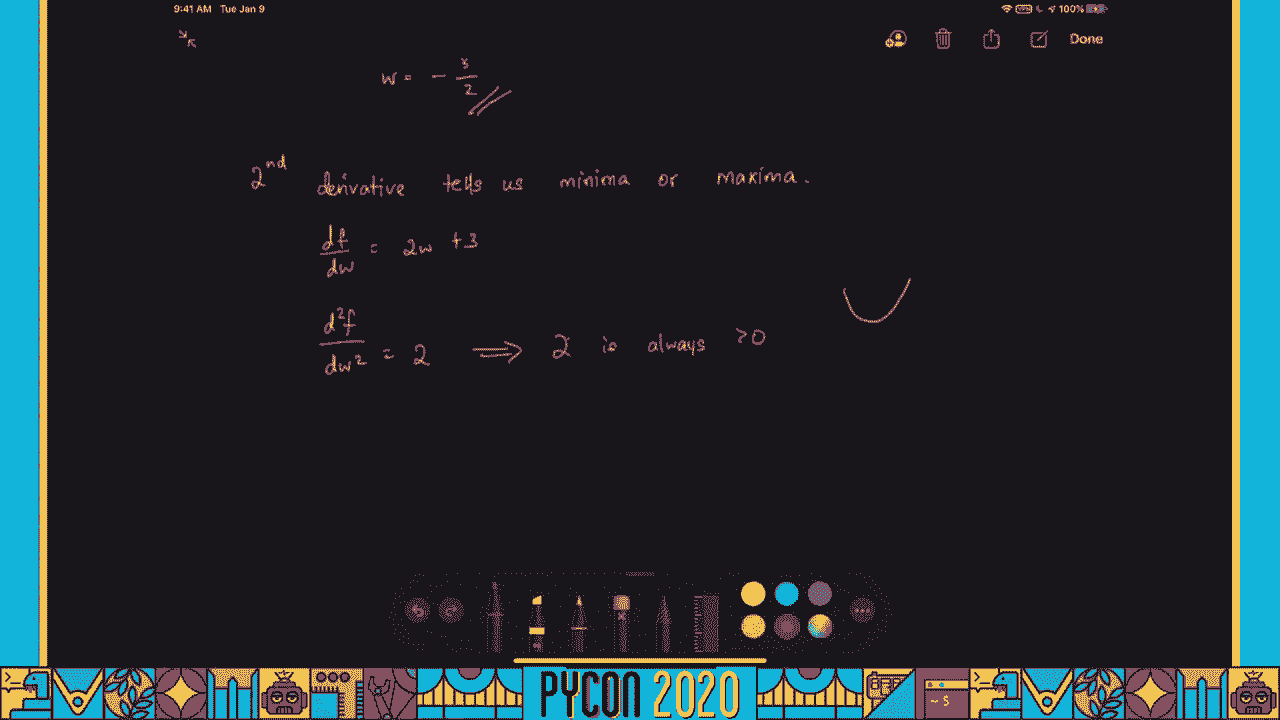 9:41 AM Tue Jan 9
100%
Done
w = - 3/2
2nd derivative tells us minima or maxima.
df/dw = 2w + 3
d²f/dw² = 2 ⟹ 2 is always >0
~ $
PYCON 2020